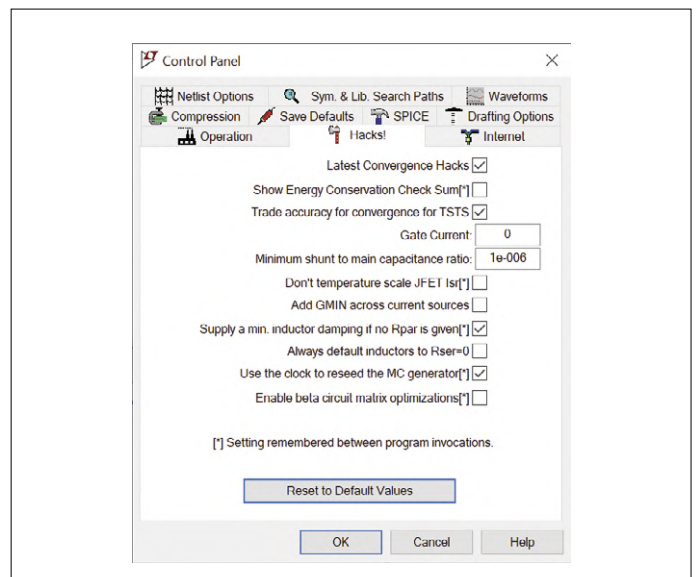 Control Panel
Netlist Options Sym. & Lib. Search Paths Waveforms
Compression Save Defaults SPICE Drafting Options
Operation Hacks! Internet
Latest Convergence Hacks
Show Energy Conservation Check Sum[*]
Trade accuracy for convergence for TSTS
Gate Current: 0
Minimum shunt to main capacitance ratio: 1e-006
Don't temperature scale JFET Isr[*]
Add GMIN across current sources
Supply a min. inductor damping if no Rpar is given[*]
Always default inductors to Rser=0
Use the clock to reseed the MC generator[*]
Enable beta circuit matrix optimizations[*]
[*] Setting remembered between program invocations.
Reset to Default Values
OK Cancel Help